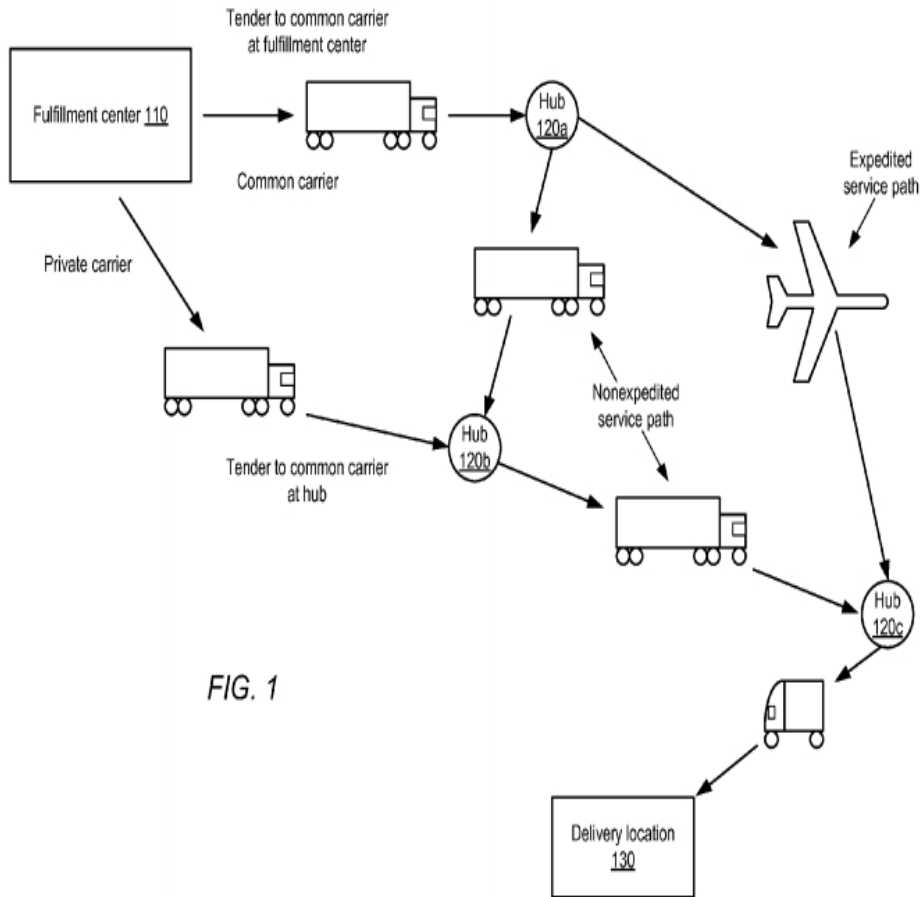 Tender to common carrier
at fulfillment center
Fulfillment center 110
Hub
120a
Common carrier
Expedited
service path
Private carrier
Nonexpedited
service path
Hub
120b
Tender to common carrier
at hub
Hub
120c
FIG. 1
Delivery location
130